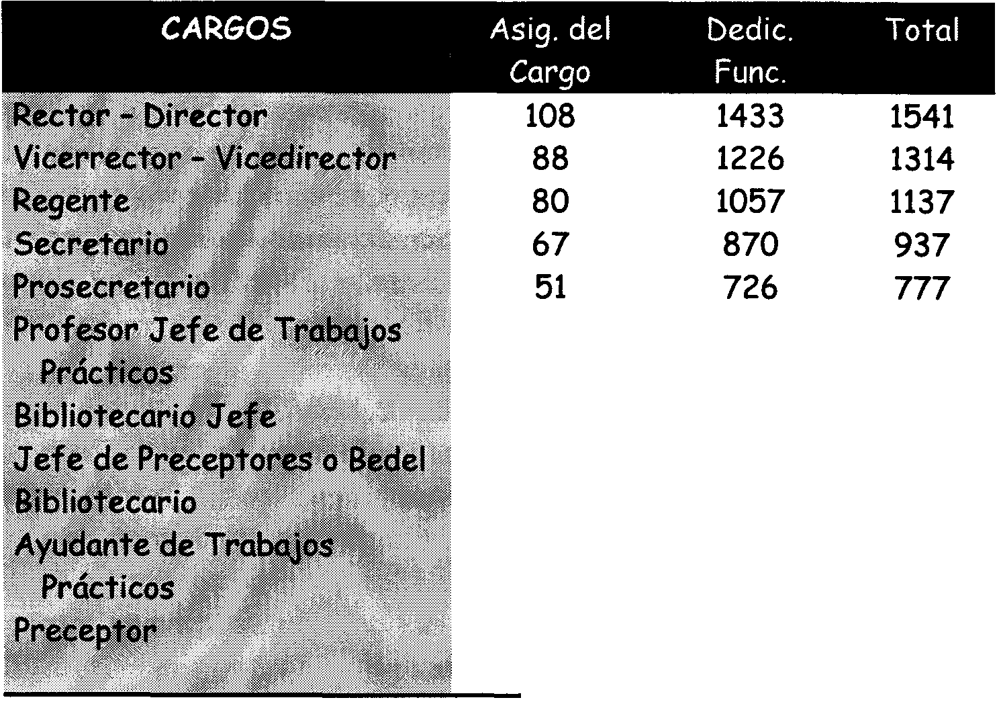 CARGOS Asig. del Dedic. Total
Cargo Func.
Rector - Director 108 1433 1541
Vicerrector - Vicedirector 88 1226 1314
Regente 80 1057 1137
Secretario 67 870 937
Prosecretario 51 726 777
Profesor Jefe de Trabajos
Prácticos
Bibliotecario Jefe
Jefe de Preceptores o Bedel
Bibliotecario
Ayudante de Trabajos
Prácticos
Preceptor